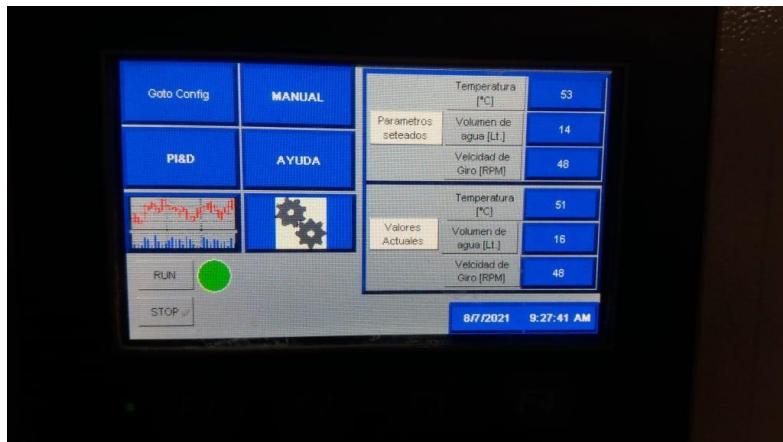 Goto Config
MANUAL
PI&D
AYUDA
RUN
STOP
Parametros
seteados
Temperatura
[°C]
53
Volumen de
agua [Lt.]
14
Velcidad de
Giro [RPM]
48
Valores
Actuales
Temperatura
[°C]
51
Volumen de
agua [Lt.]
16
Velcidad de
Giro [RPM]
48
8/7/2021 9:27:41 AM